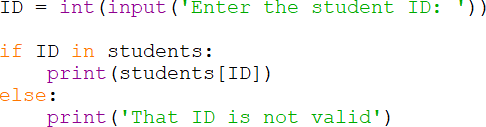 ID = int(input('Enter the student ID: '))
if ID in students:
    print(students[ID])
else:
    print('That ID is not valid')